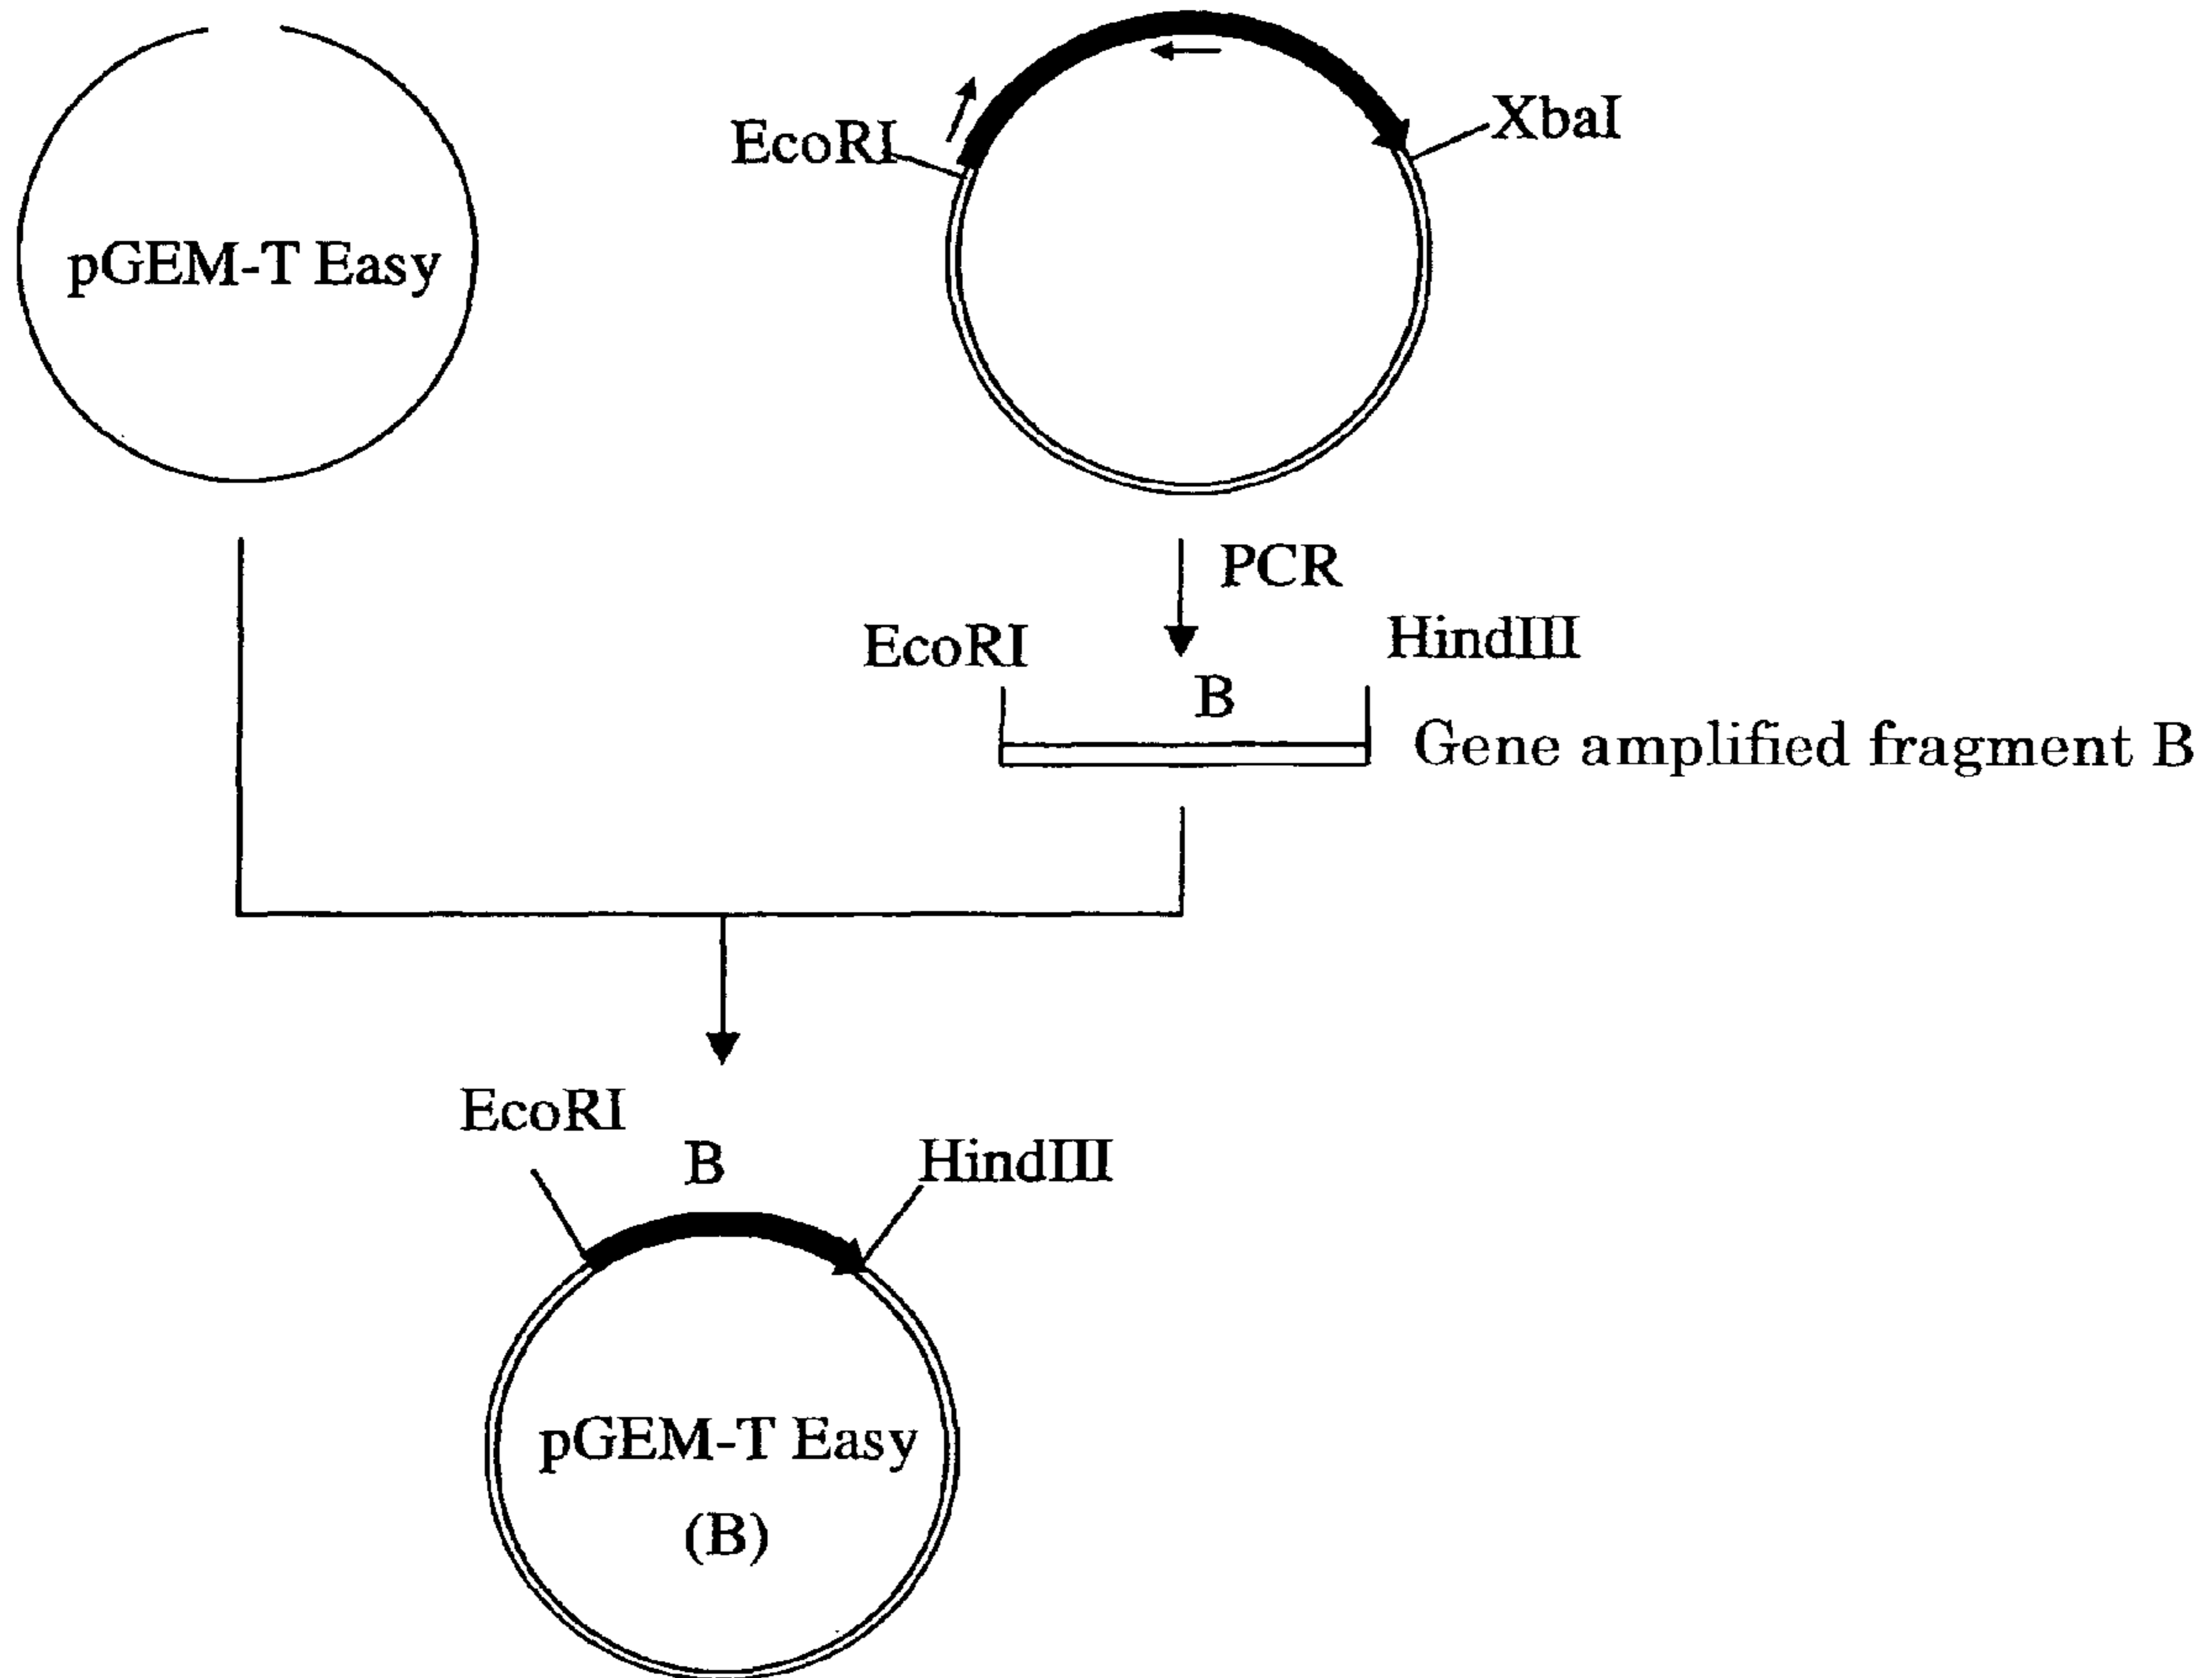 EcoRI
XbaI
pGEM-T Easy
PCR
EcoRI
HindIII
B
Gene amplified fragment B
EcoRI
B
HindIII
pGEM-T Easy
(B)